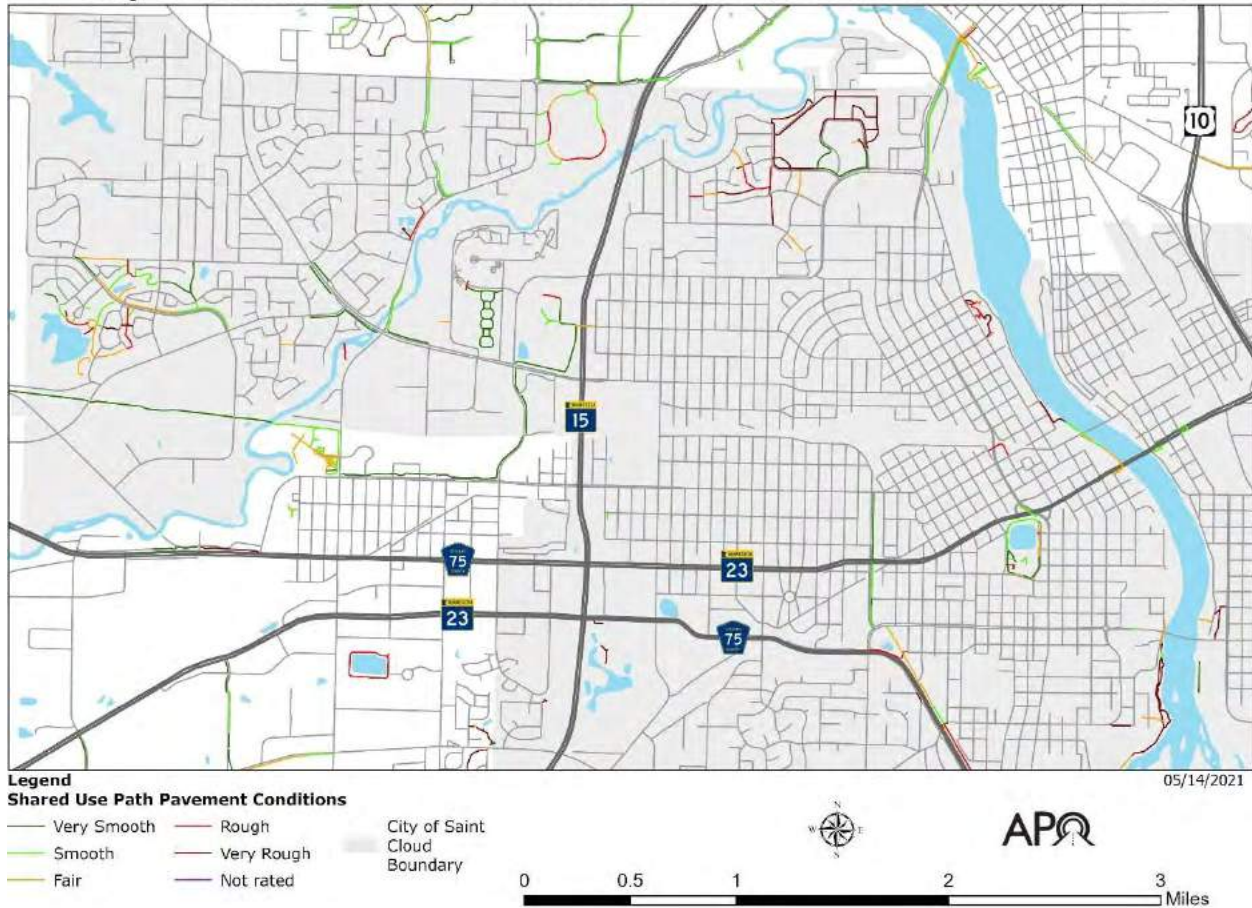 10
15
75
23
23
75
Legend
05/14/2021
Shared Use Path Pavement Conditions
Very Smooth
Rough
City of Saint
Cloud
Boundary
Smooth
Very Rough
Fair
Not rated
N
W E
S
APO
0 0.5 1 2 3
Miles